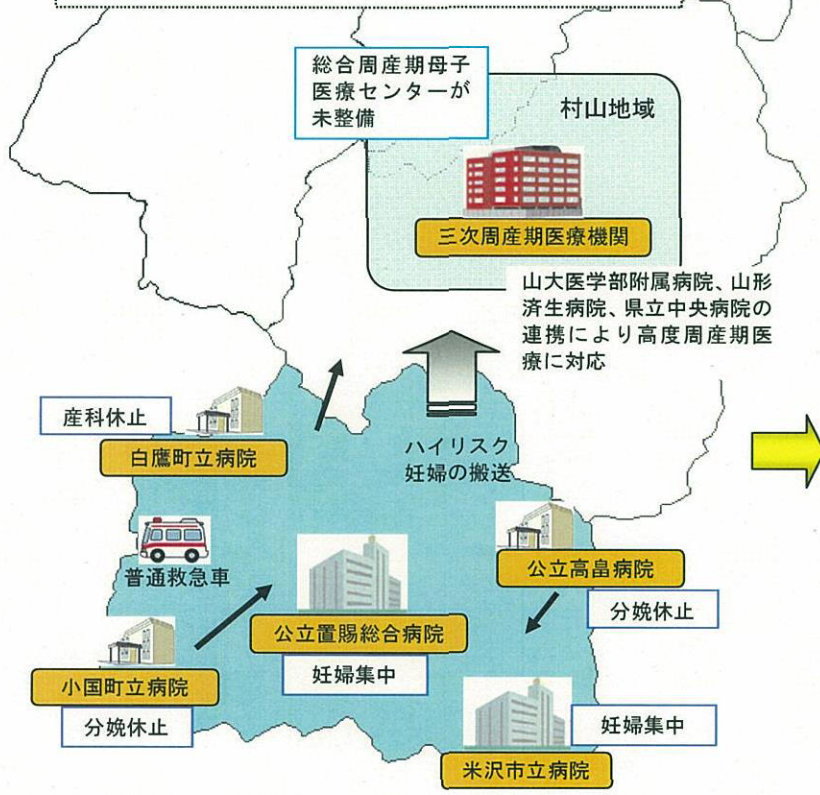 総合周産期母子
医療センターが
未整備
村山地域
三次周産期医療機関
山大医学部附属病院、山形
済生病院、県立中央病院の
連携により高度周産期医
療に対応
産科休止
白鷹町立病院
ハイリスク
妊婦の搬送
普通救急車
公立高畠病院
分娩休止
公立置賜総合病院
妊婦集中
小国町立病院
分娩休止
妊婦集中
米沢市立病院